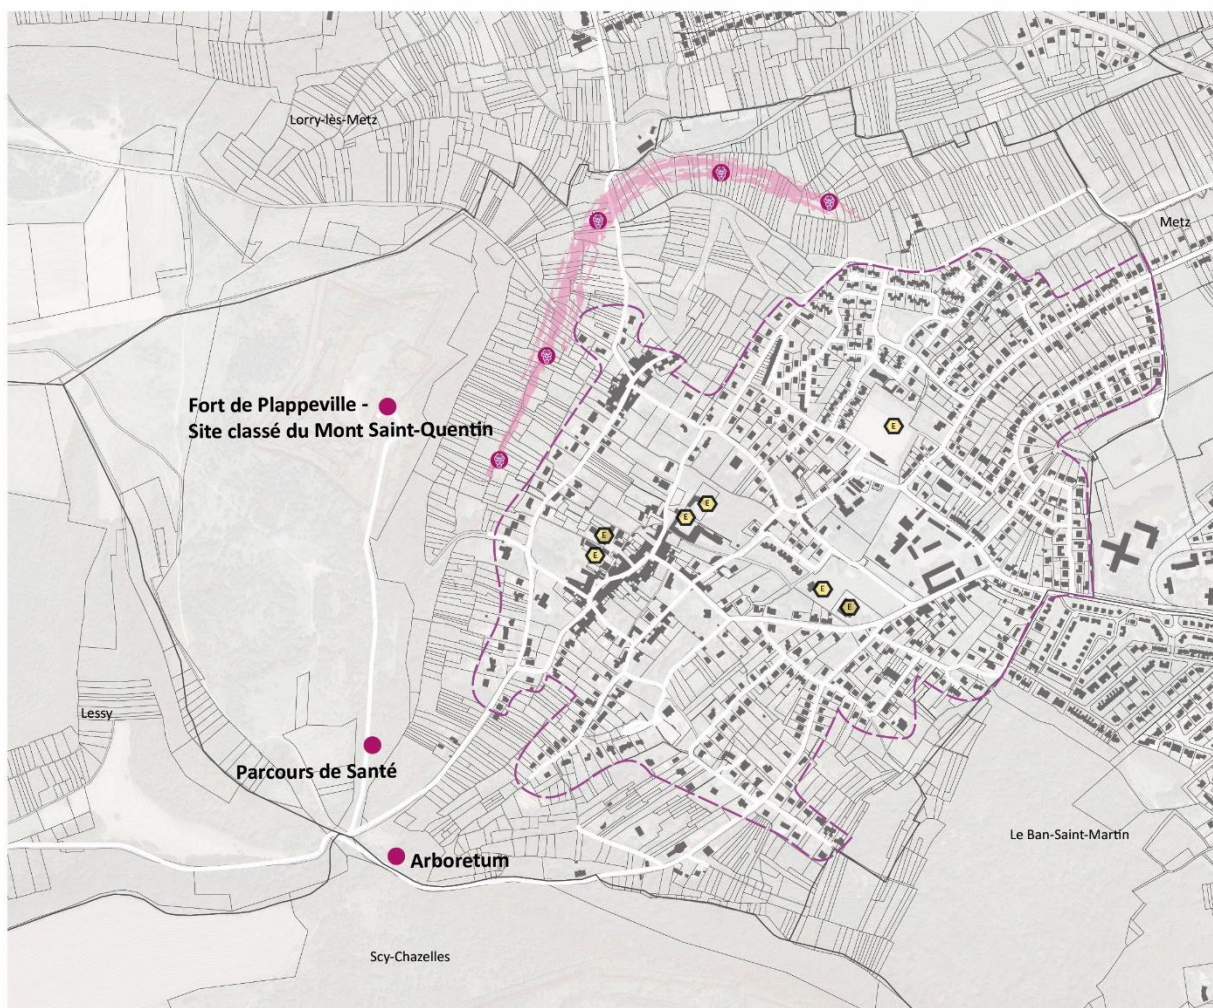 Lorry-lès-Metz
Metz
Fort de Plappeville -
Site classé du Mont Saint-Quentin
E
E
E
E
E
E
E
Lessy
Parcours de Santé
Le Ban-Saint-Martin
Arboretum
Scy-Chazelles